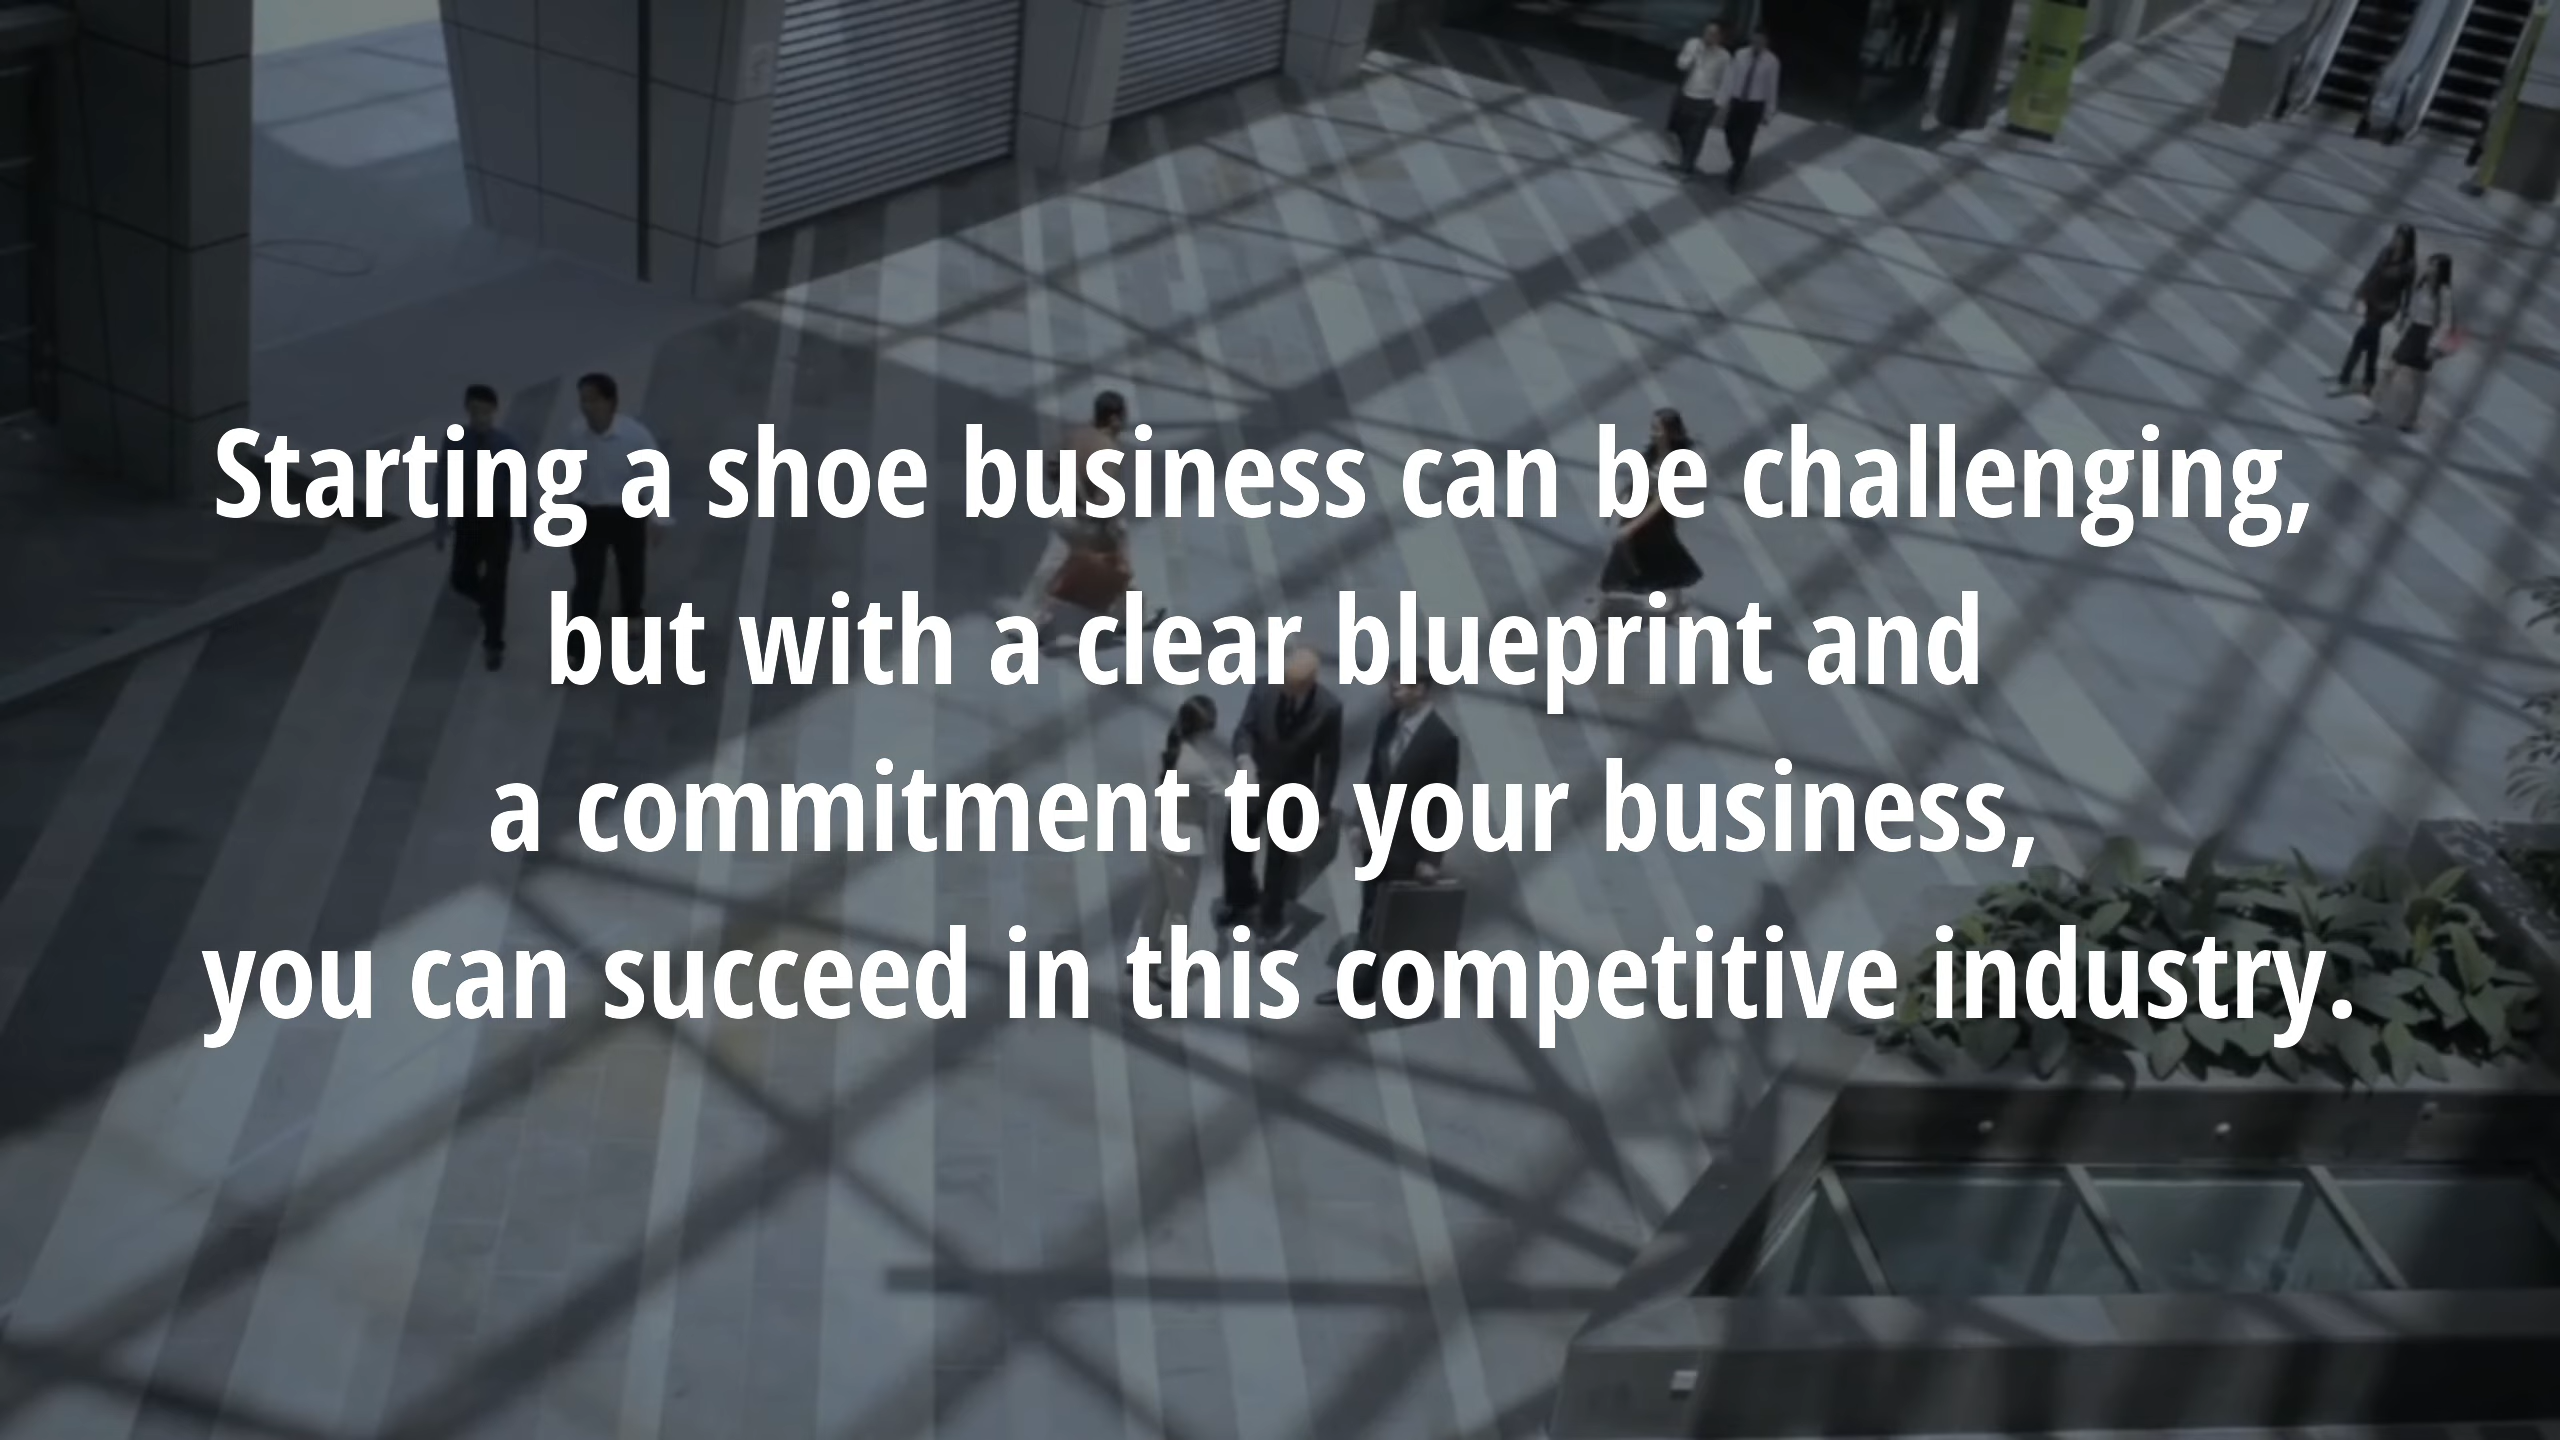 Starting a shoe business can be challenging,
but with a clear blueprint and
a commitment to your business,
you can succeed in this competitive industry.